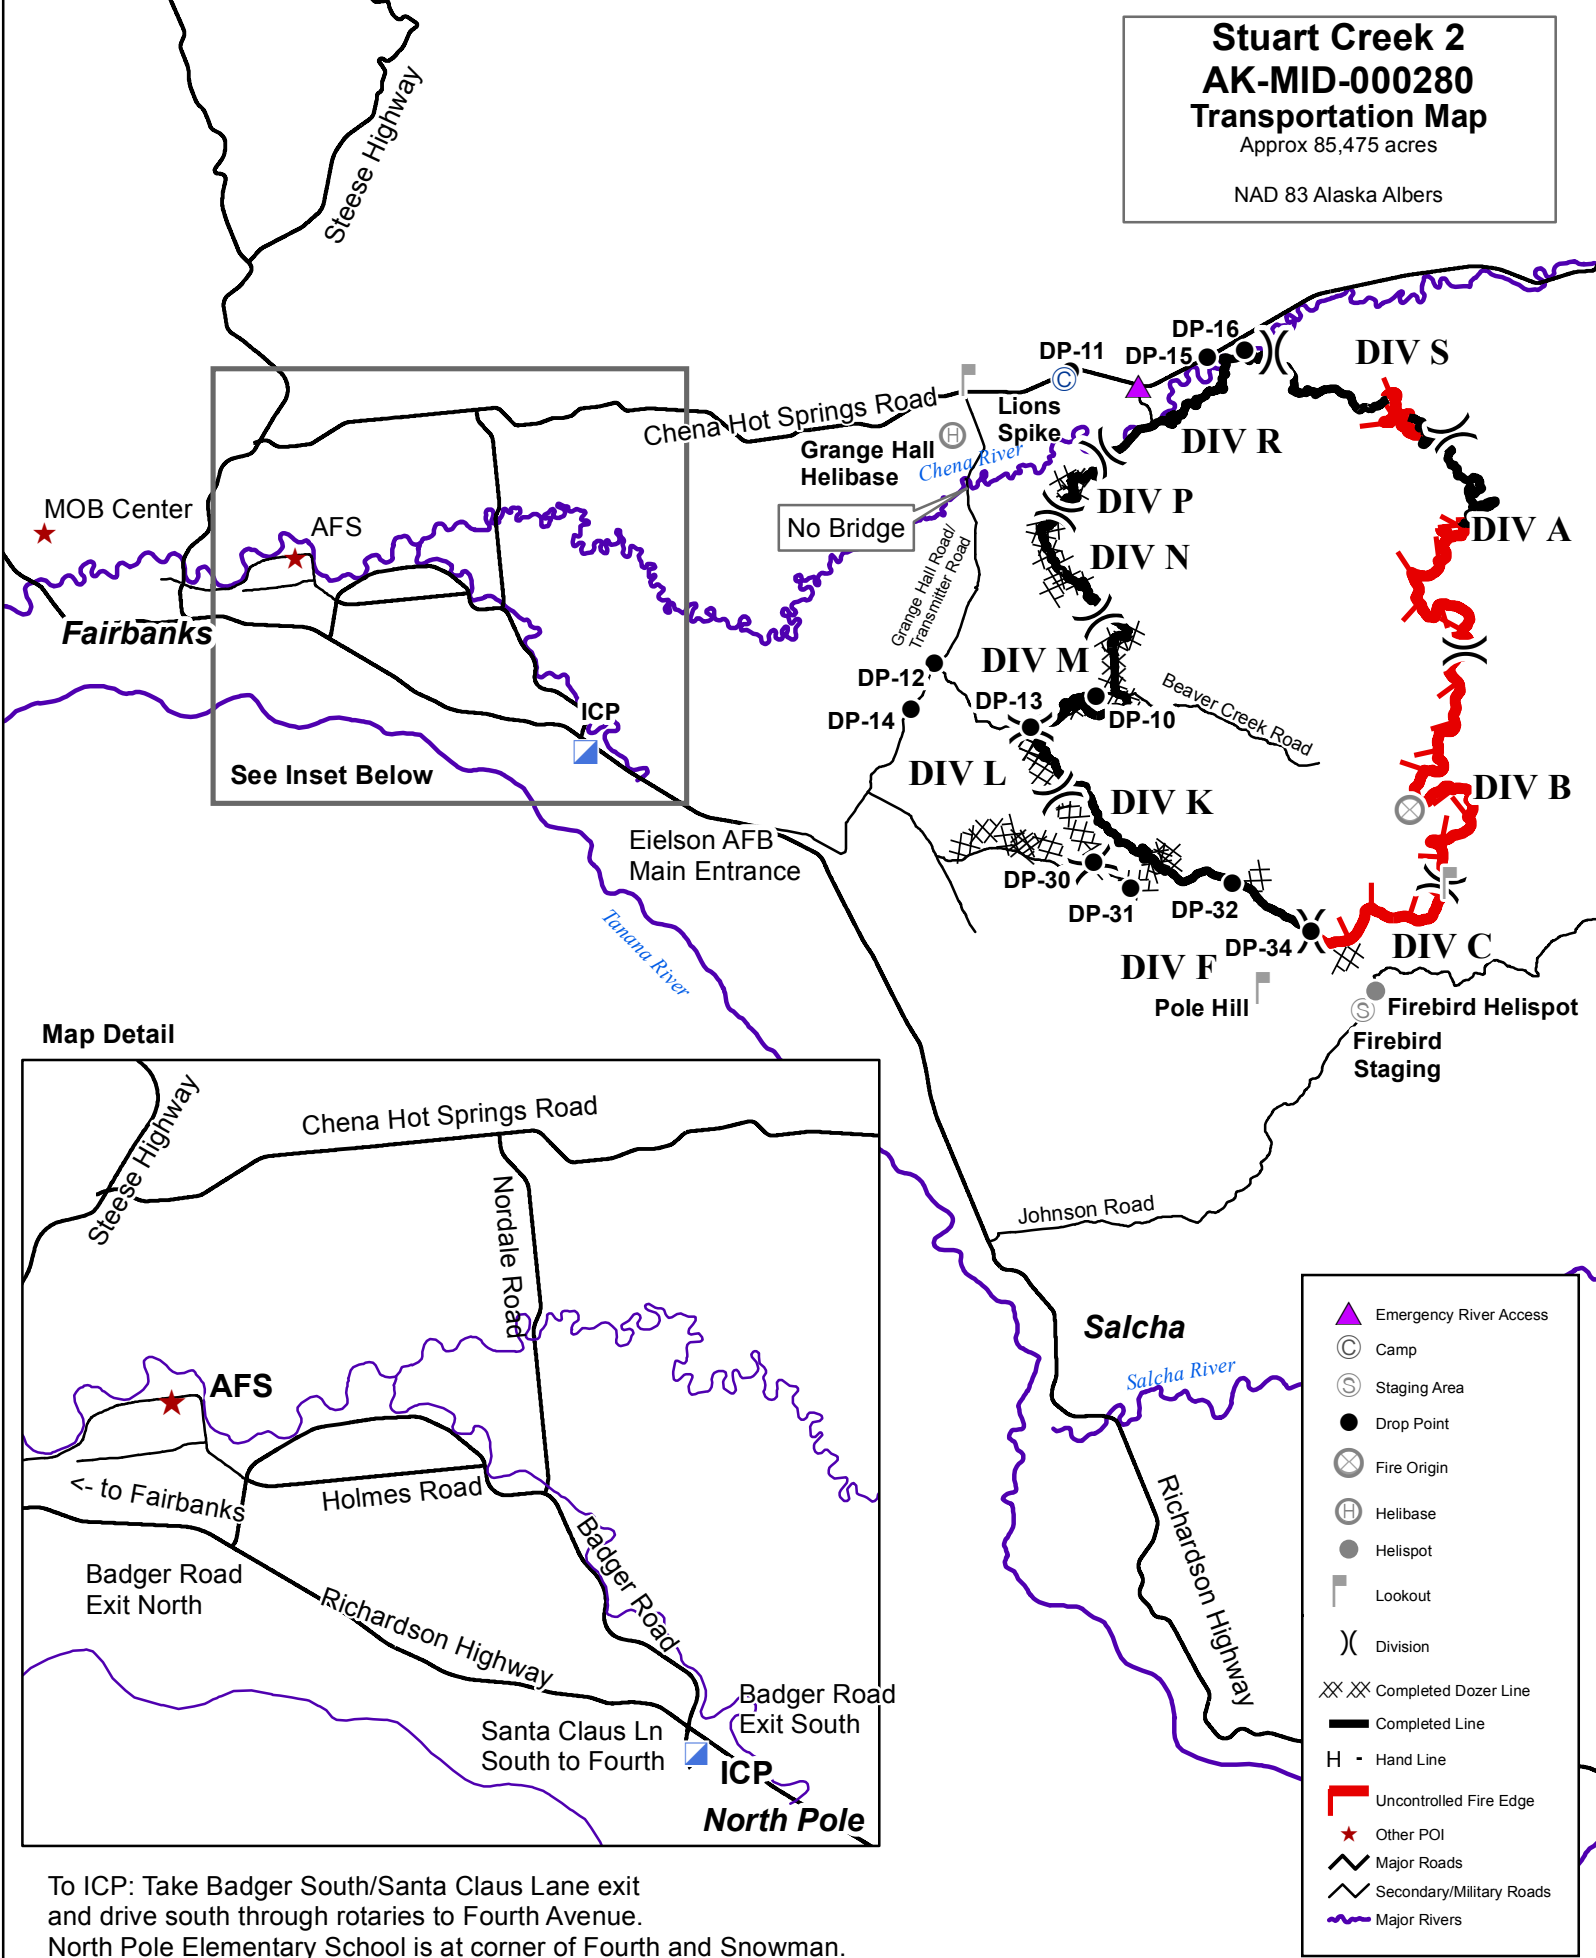 Stuart Creek 2
AK-MID-000280
Transportation Map
Approx 85,475 acres
NAD 83 Alaska Albers
Steese Highway
DP-16
DP-11
DP-15
DIV S
Chena Hot Springs Road
Lions
Spike
DIV R
Grange Hall
Helibase
H
C
Chena River
MOB Center
AFS
No Bridge
DIV P
DIV N
DIV A
Grange Hall Road/
Transmitter Road
Fairbanks
DIV M
DP-12
DP-13
DP-14
DP-10
Beaver Creek Road
ICP
See Inset Below
DIV L
DIV K
DIV B
Eielson AFB
Main Entrance
DP-30
DP-31
DP-32
DP-34
DIV F
DIV C
Tanana River
Pole Hill
S
Firebird Helispot
Firebird
Staging
Map Detail
Steese Highway
Chena Hot Springs Road
Nordale Road
AFS
<- to Fairbanks
Holmes Road
Badger Road
Exit North
Badger Road
Richardson Highway
Badger Road
Exit South
Santa Claus Ln
South to Fourth
ICP
North Pole
Johnson Road
Salcha
Salcha River
Richardson Highway
Emergency River Access
C Camp
S Staging Area
Drop Point
Fire Origin
H Helibase
Helispot
Lookout
Division
Completed Dozer Line
Completed Line
H - Hand Line
Uncontrolled Fire Edge
Other POI
Major Roads
Secondary/Military Roads
Major Rivers
To ICP: Take Badger South/Santa Claus Lane exit
and drive south through rotaries to Fourth Avenue.
North Pole Elementary School is at corner of Fourth and Snowman.